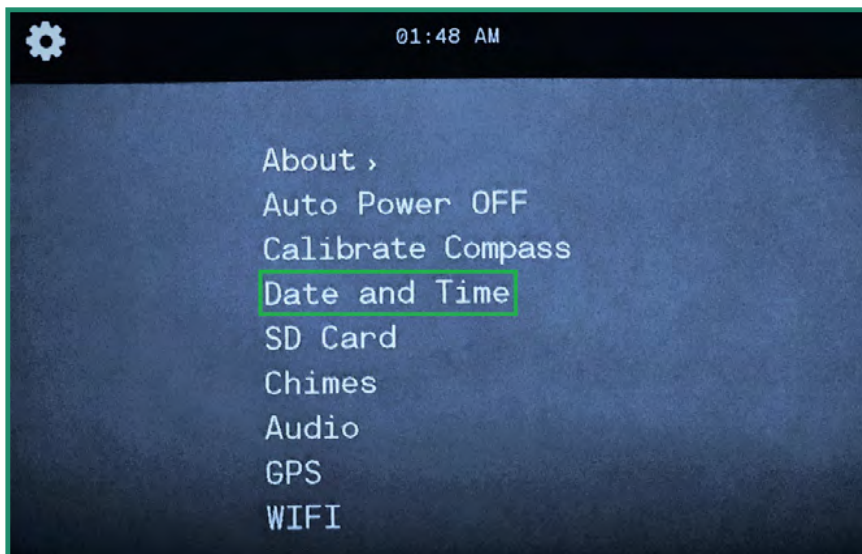 01:48 AM
About ›
Auto Power OFF
Calibrate Compass
Date and Time
SD Card
Chimes
Audio
GPS
WIFI